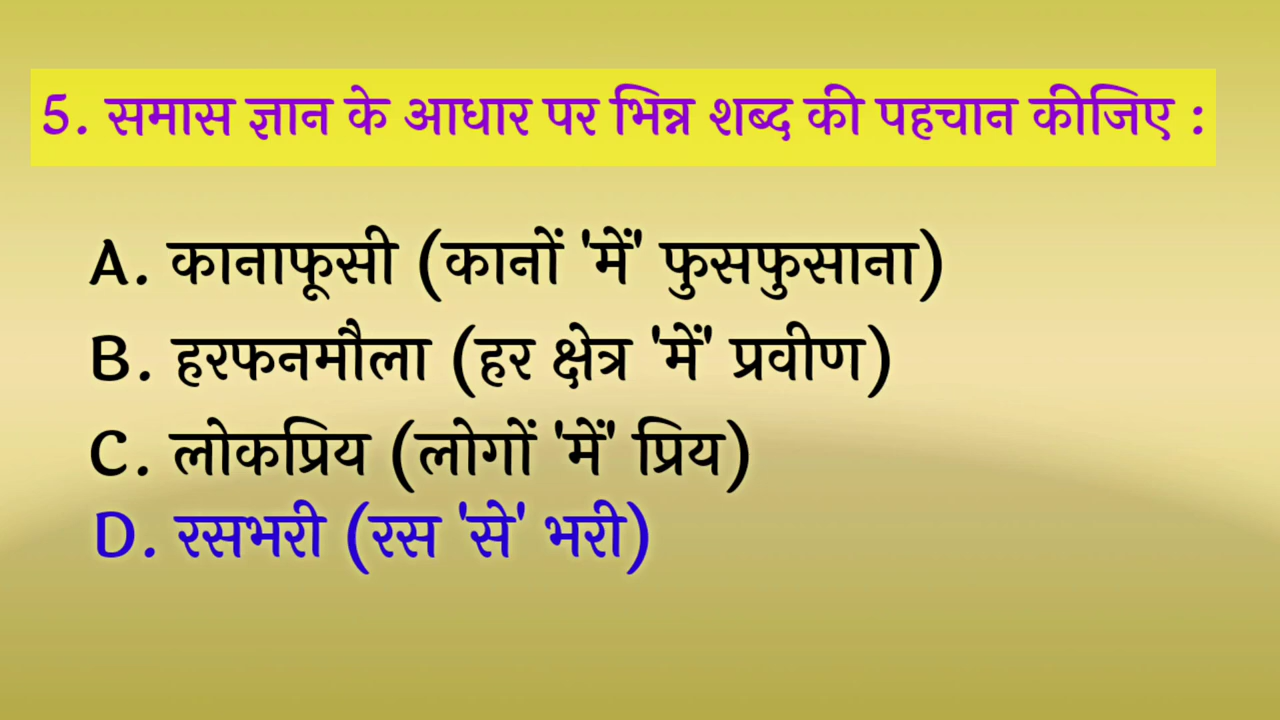 5. समास ज्ञान के आधार पर भिन्न शब्द की पहचान कीजिए :
A. कानाफूसी (कानों 'में' फुसफुसाना)
B. हरफनमौला (हर क्षेत्र 'में' प्रवीण)
C. लोकप्रिय (लोगों 'में' प्रिय)
D. रसभरी (रस 'से' भरी)